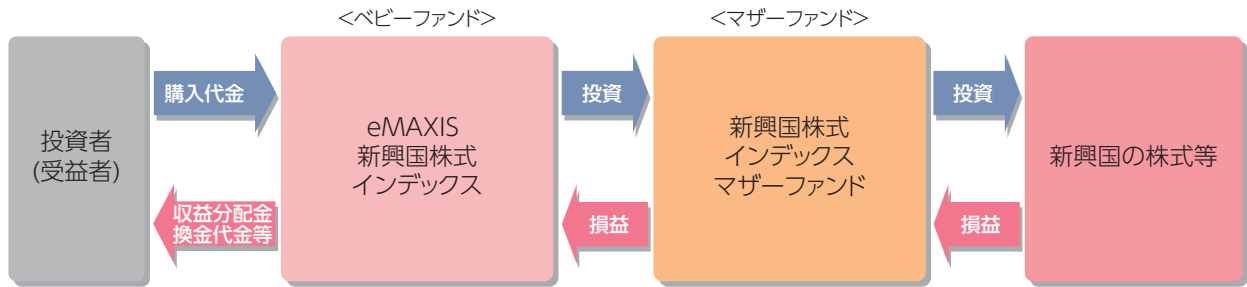 <ベビーファンド>
<マザーファンド>
投資者
(受益者)
購入代金
収益分配金
換金代金等
eMAXIS
新興国株式
インデックス
投資
損益
新興国株式
インデックス
マザーファンド
投資
損益
新興国の株式等